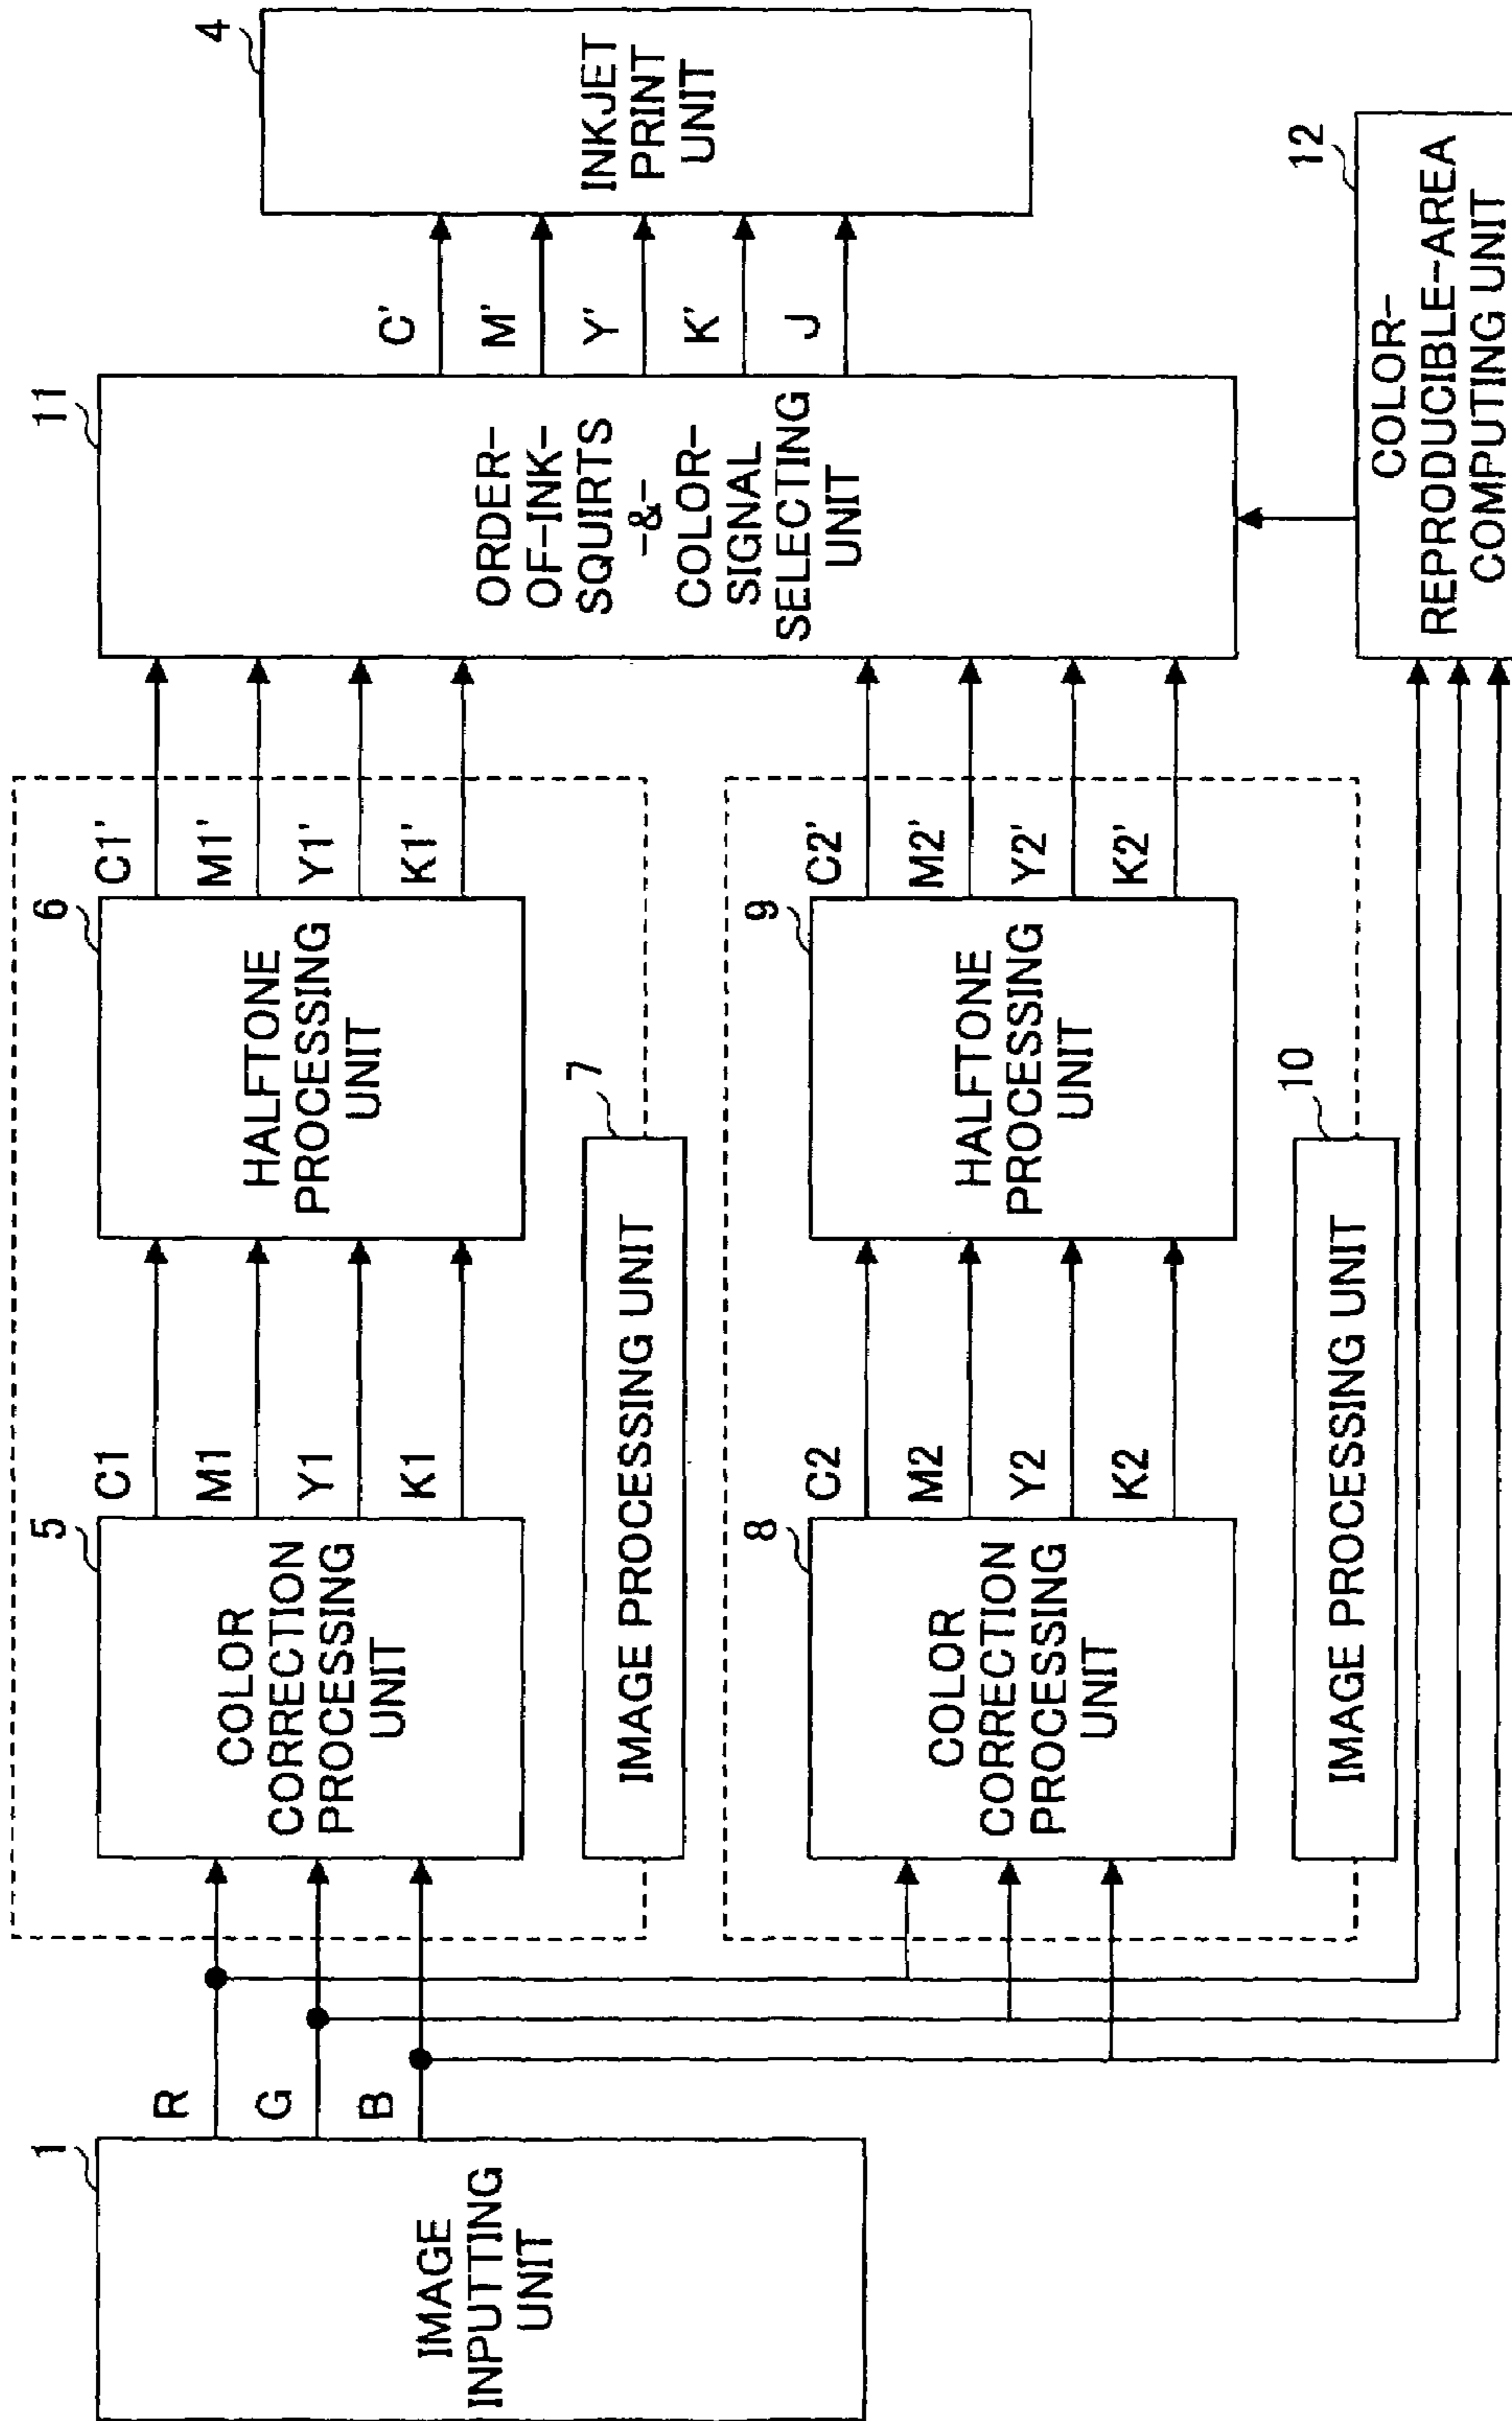 1
IMAGE
INPUTTING
UNIT
R
G
B
5
COLOR
CORRECTION
PROCESSING
UNIT
C1
M1
Y1
K1
6
HALFTONE
PROCESSING
UNIT
C1'
M1'
Y1'
K1'
7
IMAGE PROCESSING UNIT
8
COLOR
CORRECTION
PROCESSING
UNIT
C2
M2
Y2
K2
9
HALFTONE
PROCESSING
UNIT
C2'
M2'
Y2'
K2'
10
IMAGE PROCESSING UNIT
11
ORDER-
OF-INK-
SQUIRTS
-&-
COLOR-
SIGNAL
SELECTING
UNIT
C'
M'
Y'
K'
J
4
INKJET
PRINT
UNIT
12
COLOR-
REPRODUCIBLE-AREA
COMPUTING UNIT